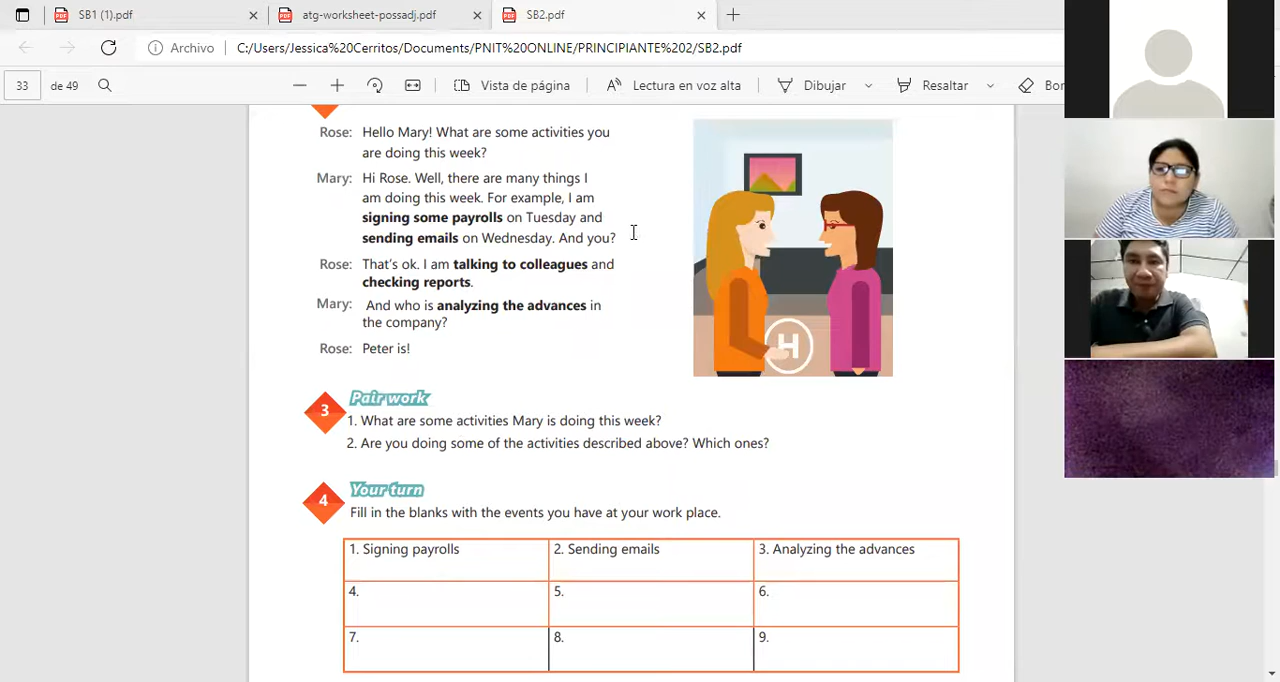 SB1 (1).pdf
atg-worksheet-possadj.pdf
SB2.pdf
Archivo
C:/Users/Jessica%20Cerritos/Documents/PNIT%20ONLINE/PRINCIPIANTE%202/SB2.pdf
33 de 49
Vista de página
Lectura en voz alta
Dibujar
Resaltar
Bor
Rose: Hello Mary! What are some activities you
are doing this week?
Mary: Hi Rose. Well, there are many things I
am doing this week. For example, I am
signing some payrolls on Tuesday and
sending emails on Wednesday. And you?
Rose: That's ok. I am talking to colleagues and
checking reports.
Mary: And who is analyzing the advances in
the company?
Rose: Peter is!
H
3 Pair work
1. What are some activities Mary is doing this week?
2. Are you doing some of the activities described above? Which ones?
4 Your turn
Fill in the blanks with the events you have at your work place.
1. Signing payrolls
2. Sending emails
3. Analyzing the advances
4.
5.
6.
7.
8.
9.